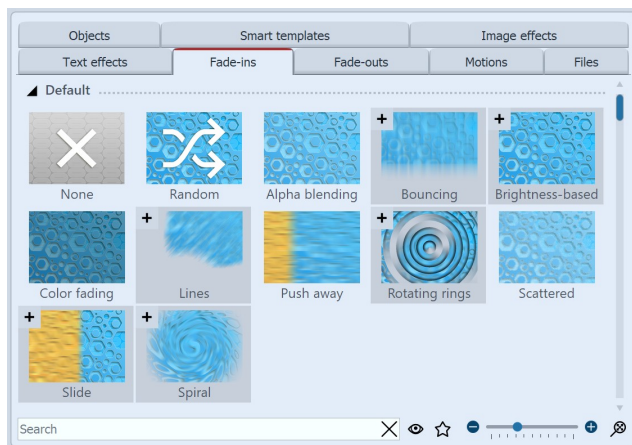 Objects Smart templates Image effects
Text effects Fade-ins Fade-outs Motions Files
Default
None Random Alpha blending Bouncing Brightness-based
Color fading Lines Push away Rotating rings Scattered
Slide Spiral
Search